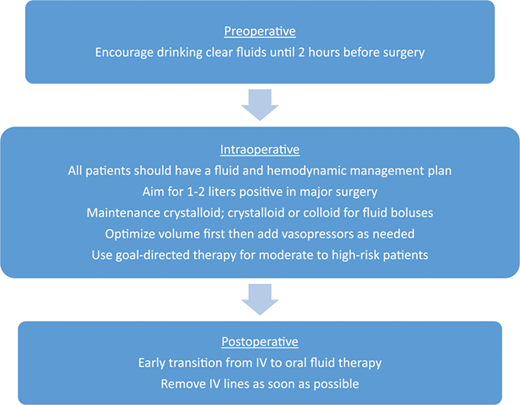 Preoperative
Encourage drinking clear fluids until 2 hours before surgery
Intraoperative
All patients should have a fluid and hemodynamic management plan
Aim for 1-2 liters positive in major surgery
Maintenance crystalloid; crystalloid or colloid for fluid boluses
Optimize volume first then add vasopressors as needed
Use goal-directed therapy for moderate to high-risk patients
Postoperative
Early transition from IV to oral fluid therapy
Remove IV lines as soon as possible